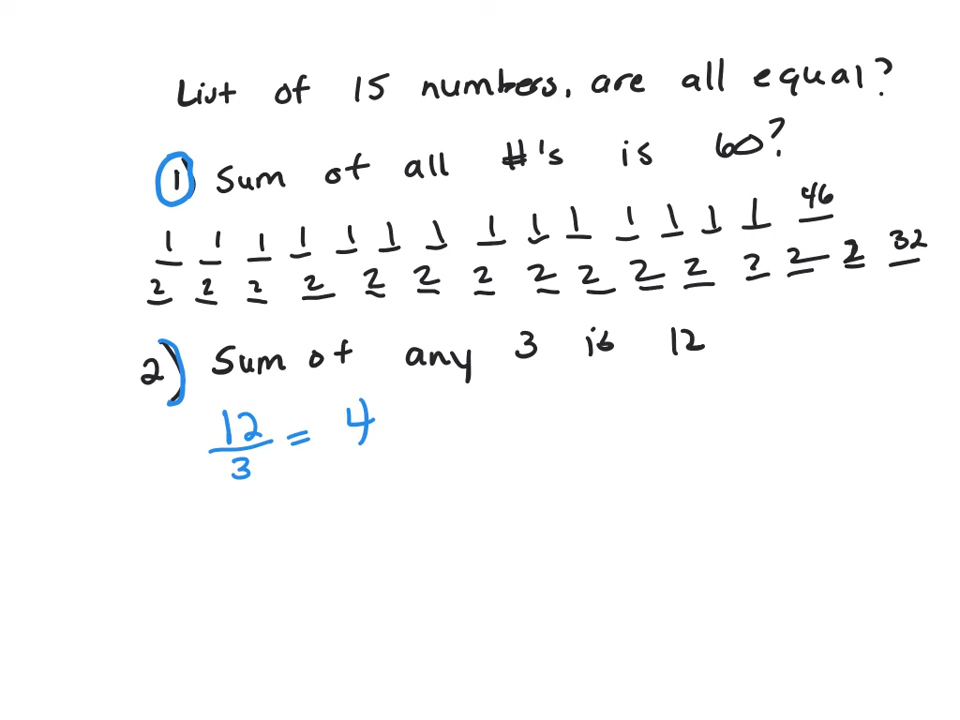 List of 15 numbers, are all equal?
1) Sum of all #'s is 60?
1 1 1 1 1 1 1 1 1 1 1 1 1 1 46
2 2 2 2 2 2 2 2 2 2 2 2 2 2 32
2) Sum of any 3 is 12
12/3 = 4